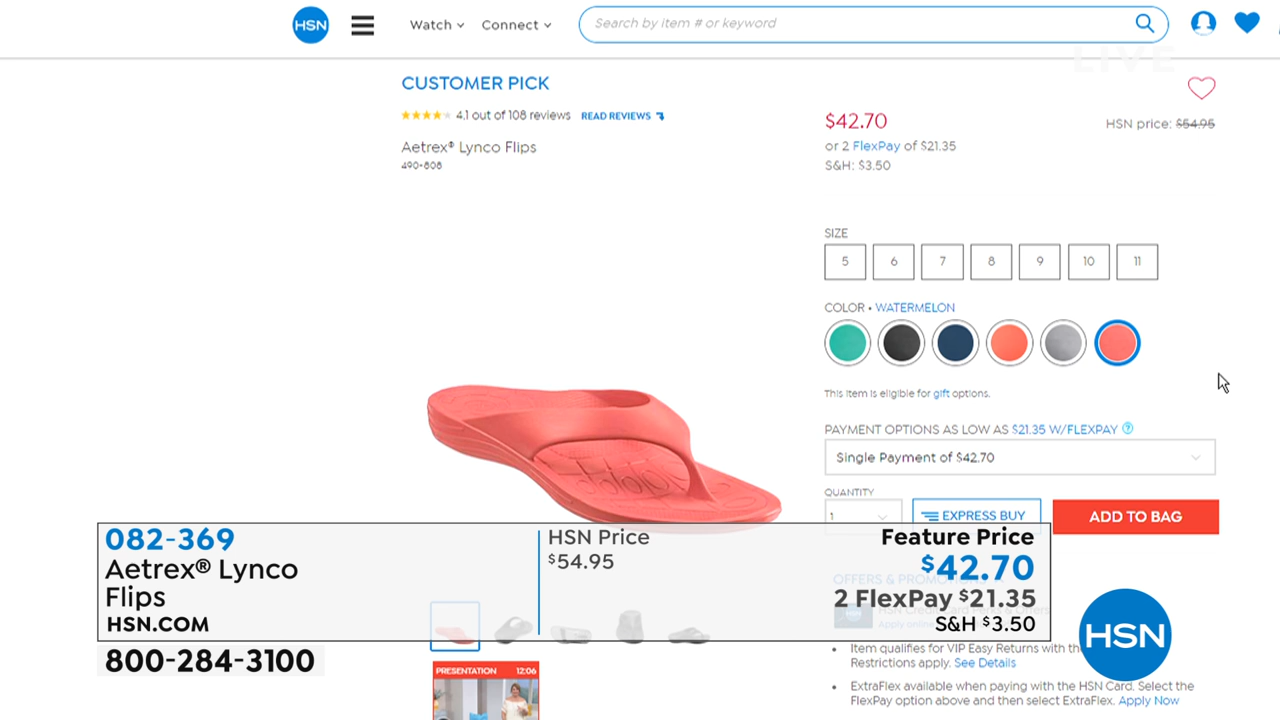 HSN
Watch
Connect
Search by item # or keyword
LIVE
CUSTOMER PICK
4.1 out of 108 reviews READ REVIEWS
Aetrex® Lynco Flips
490-808
$42.70
HSN price: $54.95
or 2 FlexPay of $21.35
S&H: $3.50
SIZE
5 6 7 8 9 10 11
COLOR • WATERMELON
This item is eligible for gift options.
PAYMENT OPTIONS AS LOW AS $21.35 W/FLEXPAY ?
Single Payment of $42.70
QUANTITY
1
EXPRESS BUY
ADD TO BAG
OFFERS & PROMOTIONS
082-369
Aetrex® Lynco
Flips
HSN.COM
HSN Price
$54.95
Feature Price
$42.70
2 FlexPay $21.35
S&H $3.50
800-284-3100
HSN
Item qualifies for VIP Easy Returns with
Restrictions apply. See Details
ExtraFlex available when paying with the HSN Card. Select the
FlexPay option above and then select ExtraFlex. Apply Now
PRESENTATION 12:06